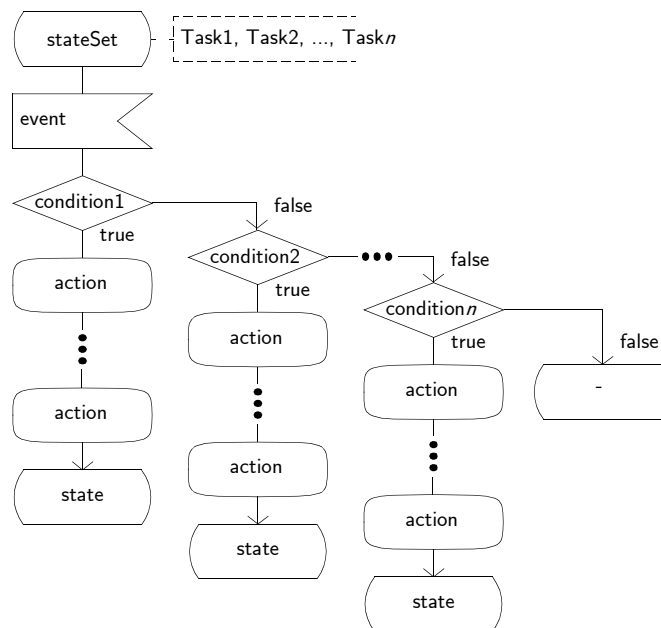 stateSet
Task1, Task2, ..., Taskn
event
condition1
false
true
condition2
false
action
true
conditionn
action
true
false
action
-
action
action
state
action
state
state